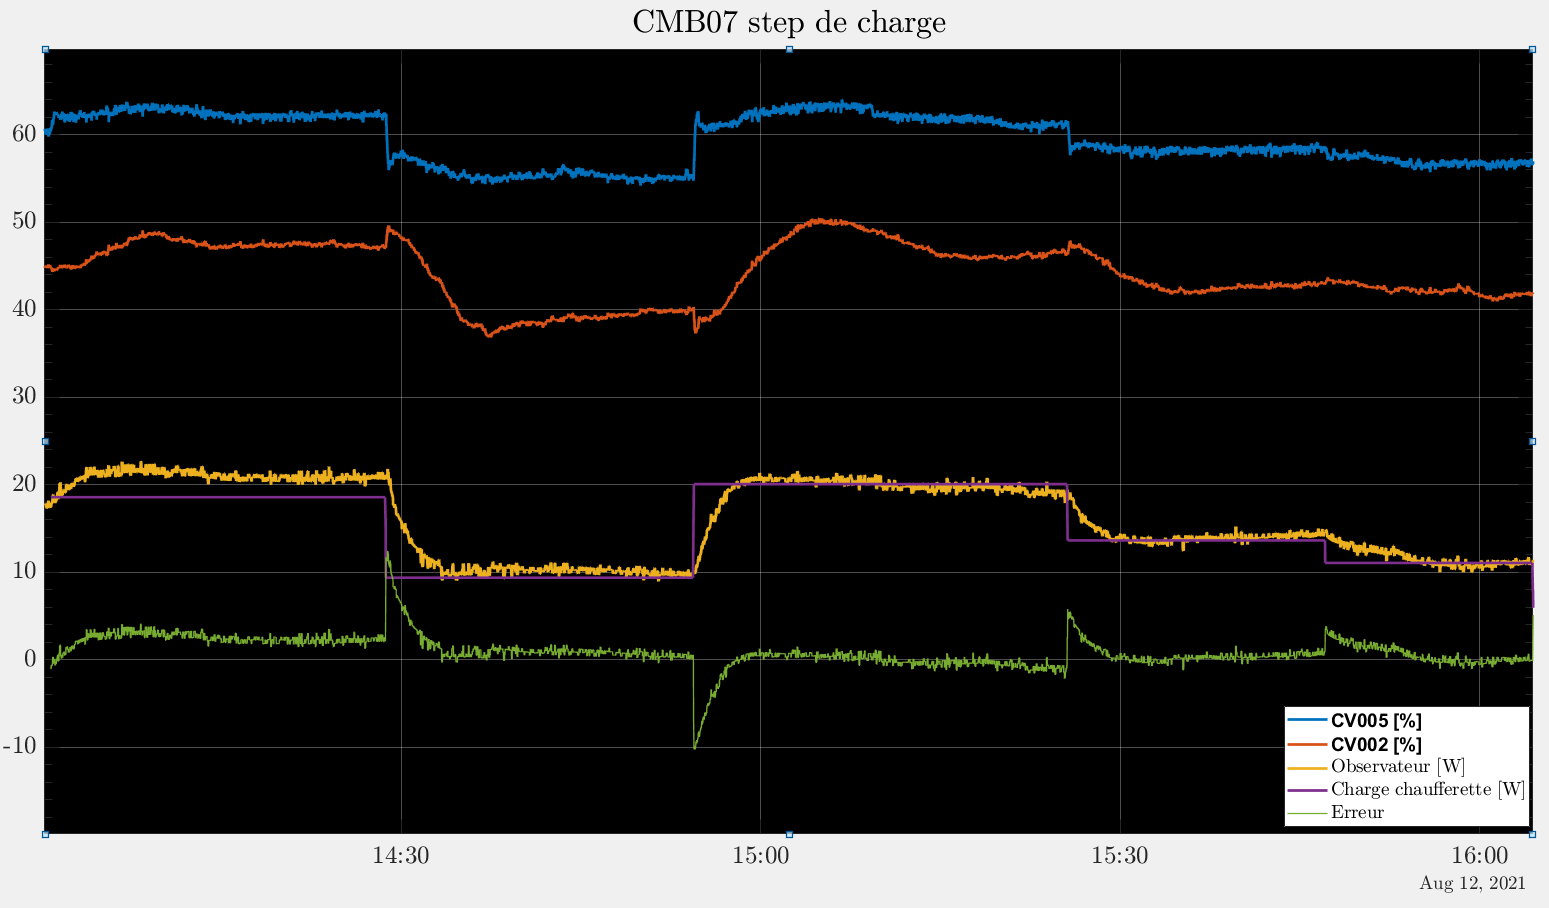 CMB07 step de charge
60
50
40
30
20
10
0
-10
CV005 [%]
CV002 [%]
Observateur [W]
Charge chaufferette [W]
Erreur
14:30 15:00 15:30 16:00
Aug 12, 2021